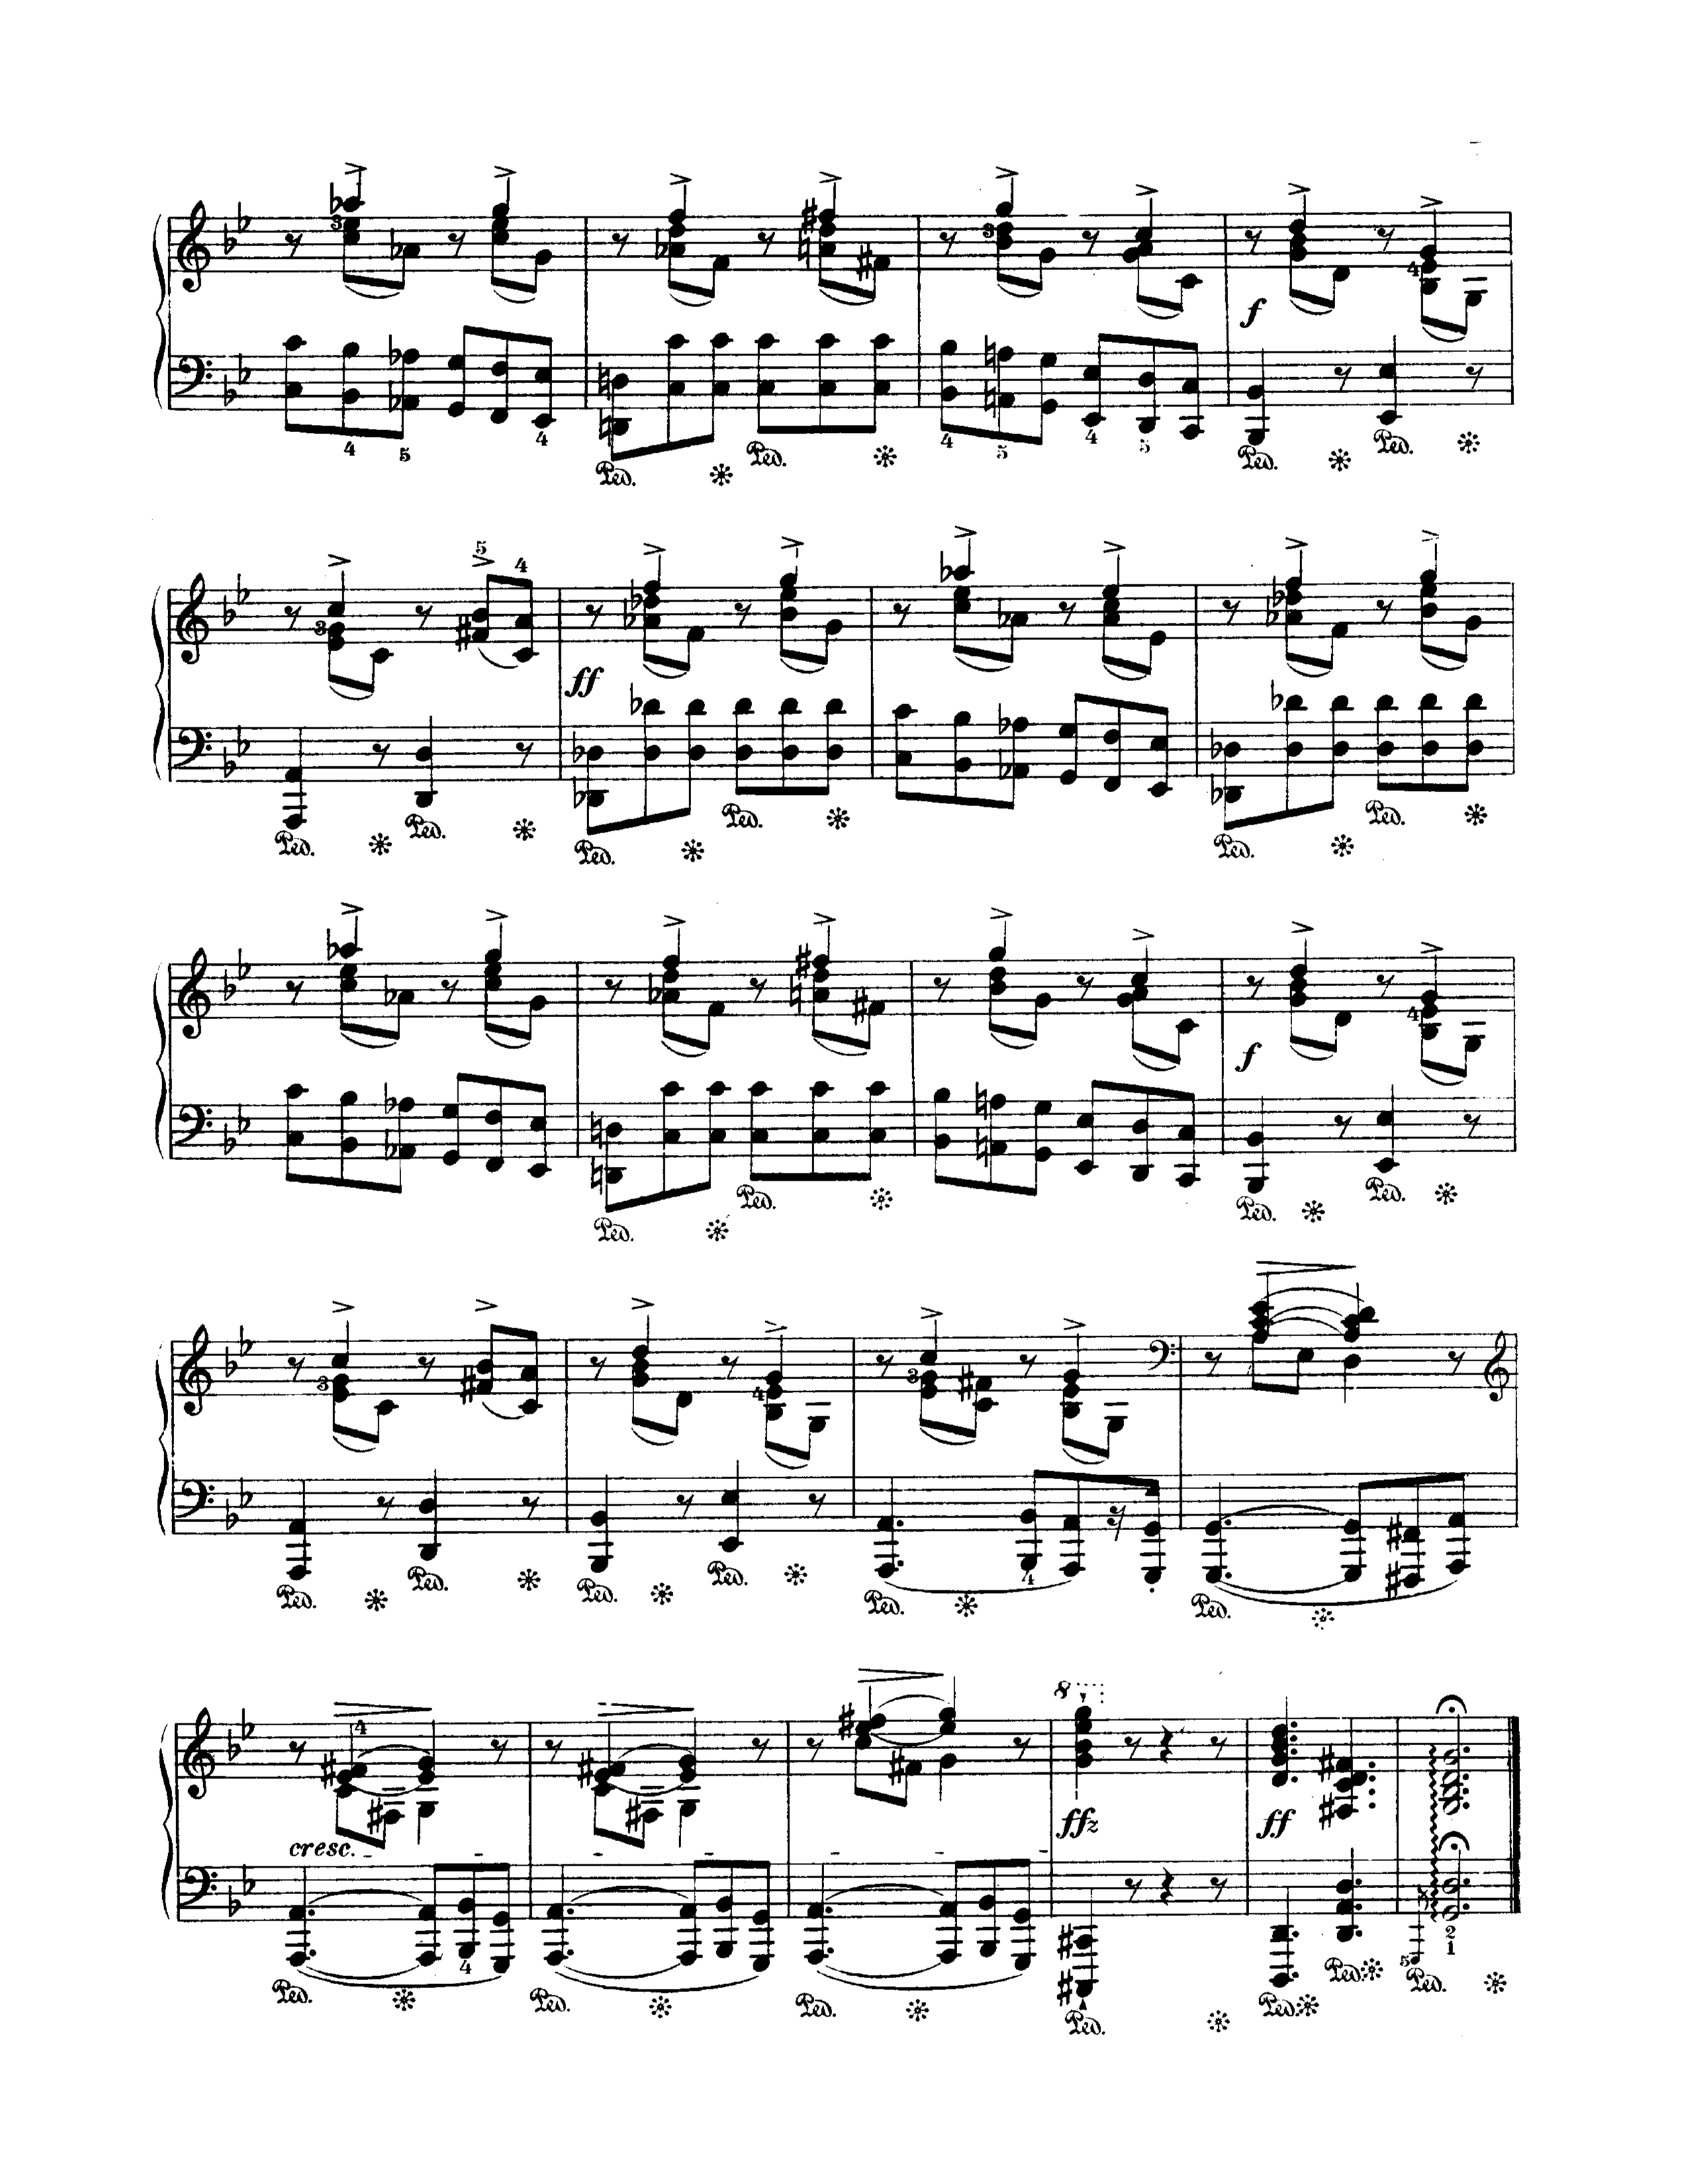 3 3 4
f
4 5 4 4 5 4 5
Ped. Ped. Ped. Ped.
5 4
3
ff
Ped. Ped. Ped. Ped. Ped. Ped.
4
f
Ped. Ped. Ped. Ped.
3 4 3
4
Ped. Ped. Ped. Ped. Ped. Ped.
4 8
cresc. ffz ff
4 5 2
1
Ped. Ped. Ped. Ped. Ped. Ped. Ped.